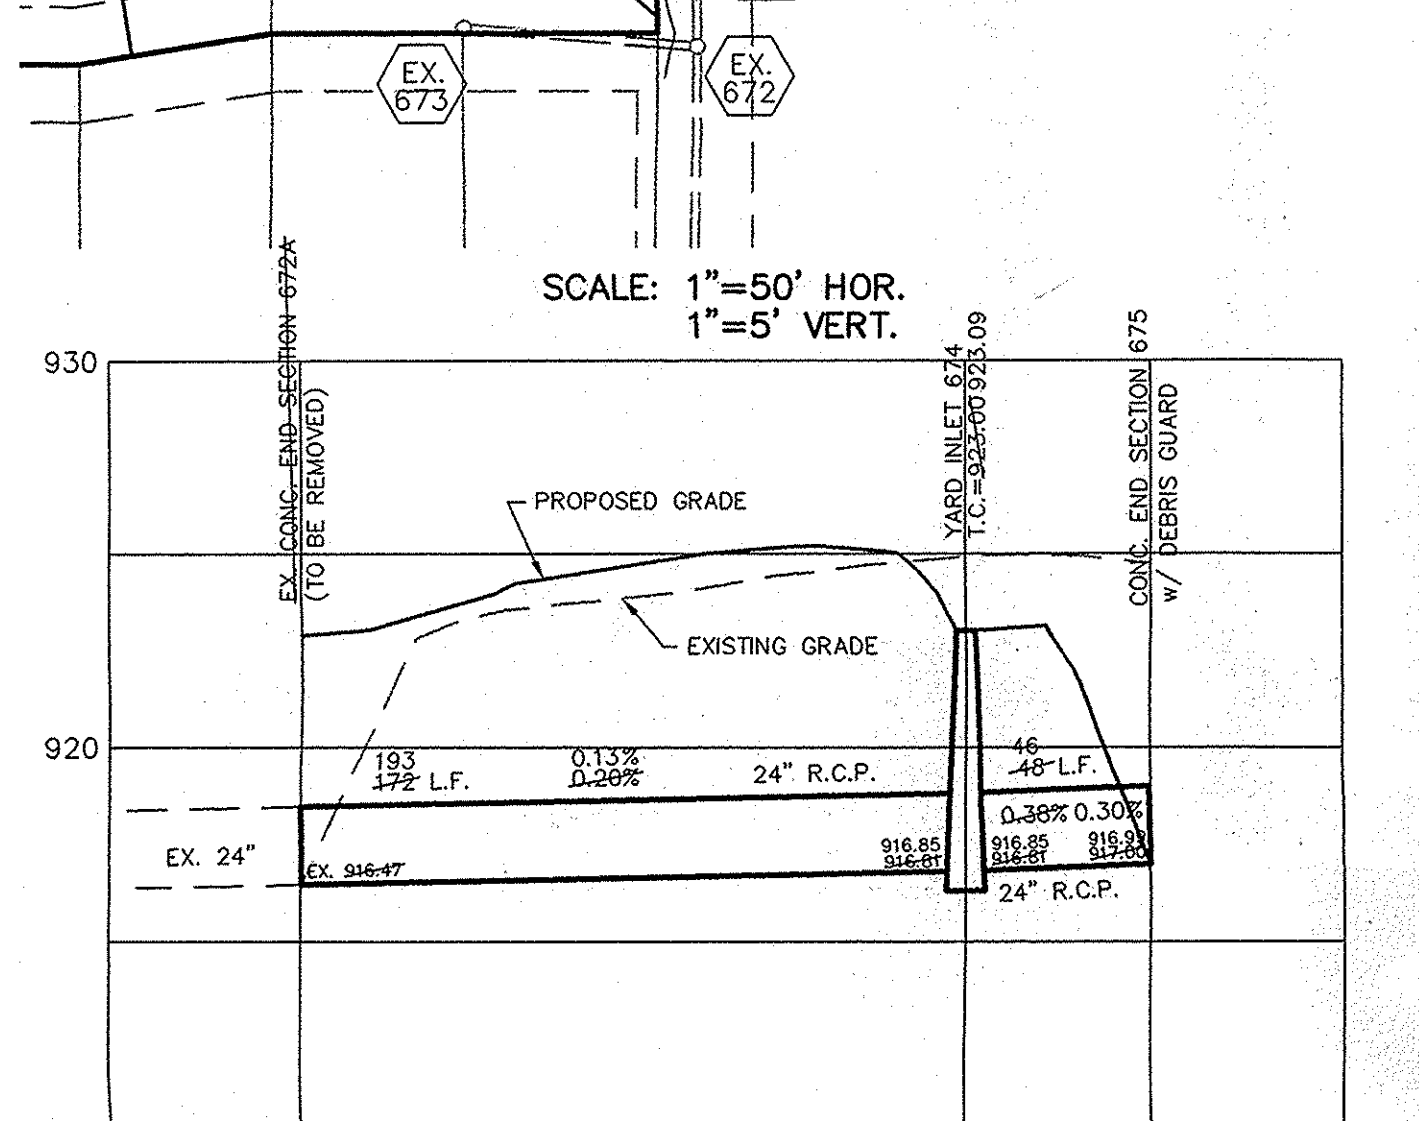 EX.
673
EX.
672
SCALE: 1"=50' HOR.
1"=5' VERT.
930
EX. CONC. END SECTION 672A
(TO BE REMOVED)
YARD INLET 674
T.C.=923.00 923.09
CONC. END SECTION 675
w/ DEBRIS GUARD
PROPOSED GRADE
EXISTING GRADE
920
193
172 L.F.
0.13%
0.20%
24" R.C.P.
46
48 L.F.
0.38% 0.30%
EX. 24"
EX. 916.47
916.85
916.81
916.85
916.81
916.99
917.00
24" R.C.P.